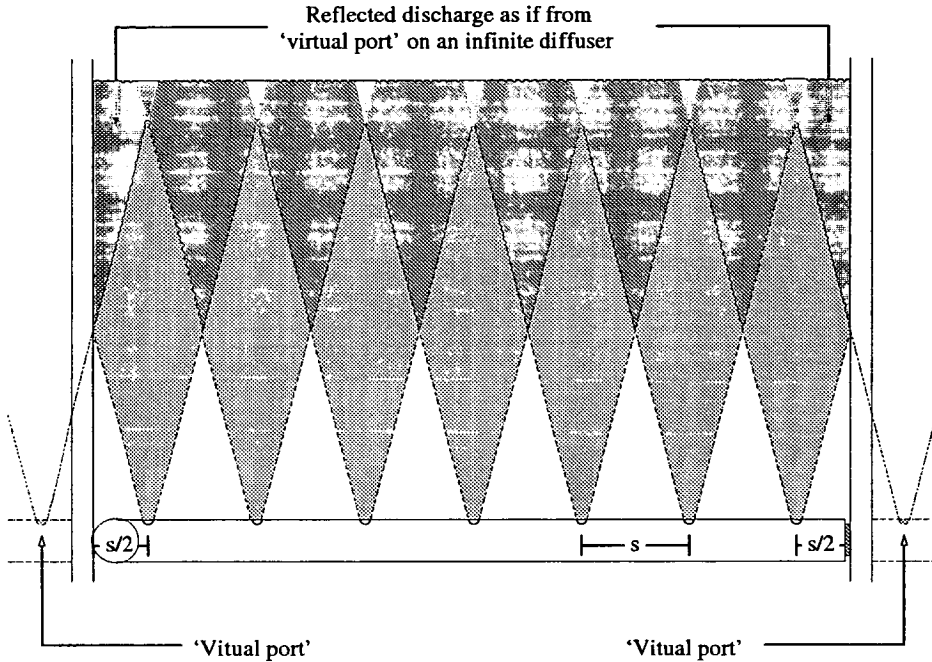 Reflected discharge as if from
‘virtual port’ on an infinite diffuser
s/2
s
s/2
‘Vitual port’
‘Vitual port’